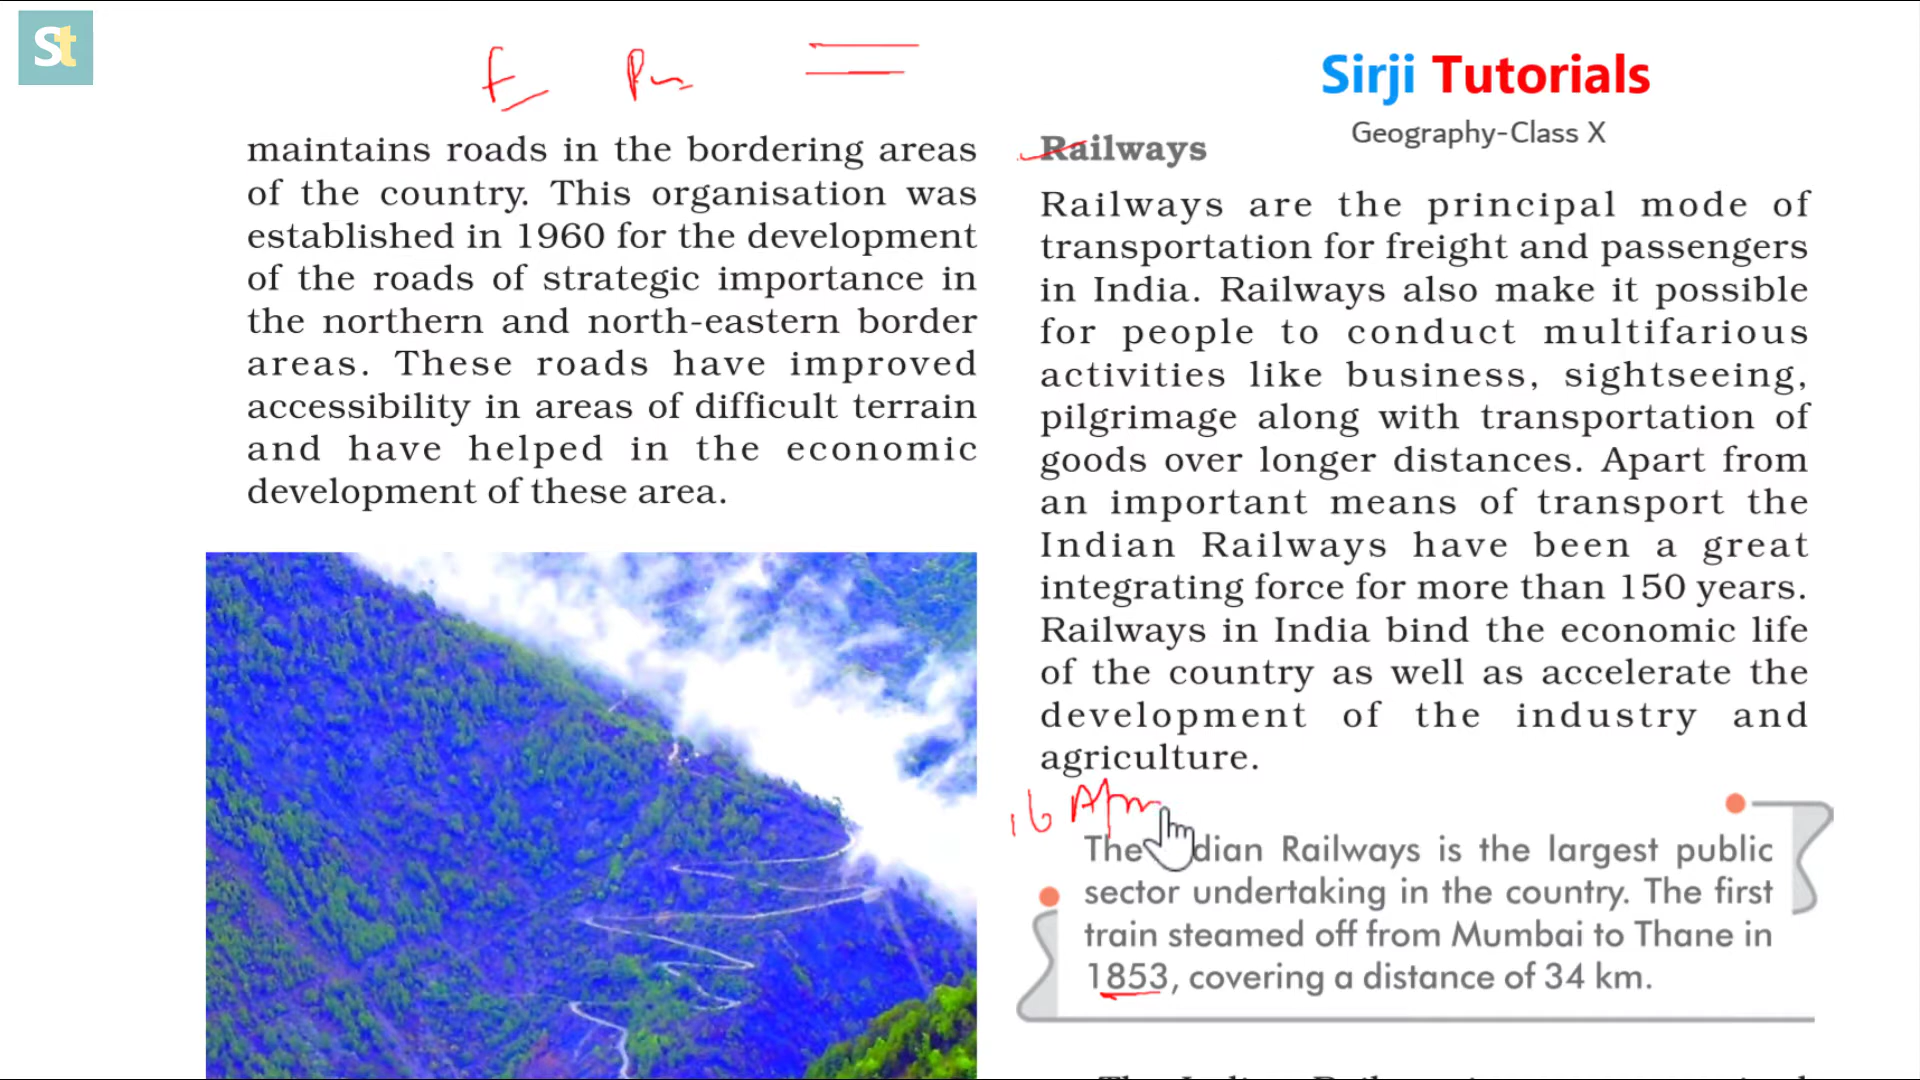 St
maintains roads in the bordering areas
of the country. This organisation was
established in 1960 for the development
of the roads of strategic importance in
the northern and north-eastern border
areas. These roads have improved
accessibility in areas of difficult terrain
and have helped in the economic
development of these area.
Sirji Tutorials
Geography-Class X
Railways
Railways are the principal mode of
transportation for freight and passengers
in India. Railways also make it possible
for people to conduct multifarious
activities like business, sightseeing,
pilgrimage along with transportation of
goods over longer distances. Apart from
an important means of transport the
Indian Railways have been a great
integrating force for more than 150 years.
Railways in India bind the economic life
of the country as well as accelerate the
development of the industry and
agriculture.
16
The dian Railways is the largest public
sector undertaking in the country. The first
train steamed off from Mumbai to Thane in
1853, covering a distance of 34 km.